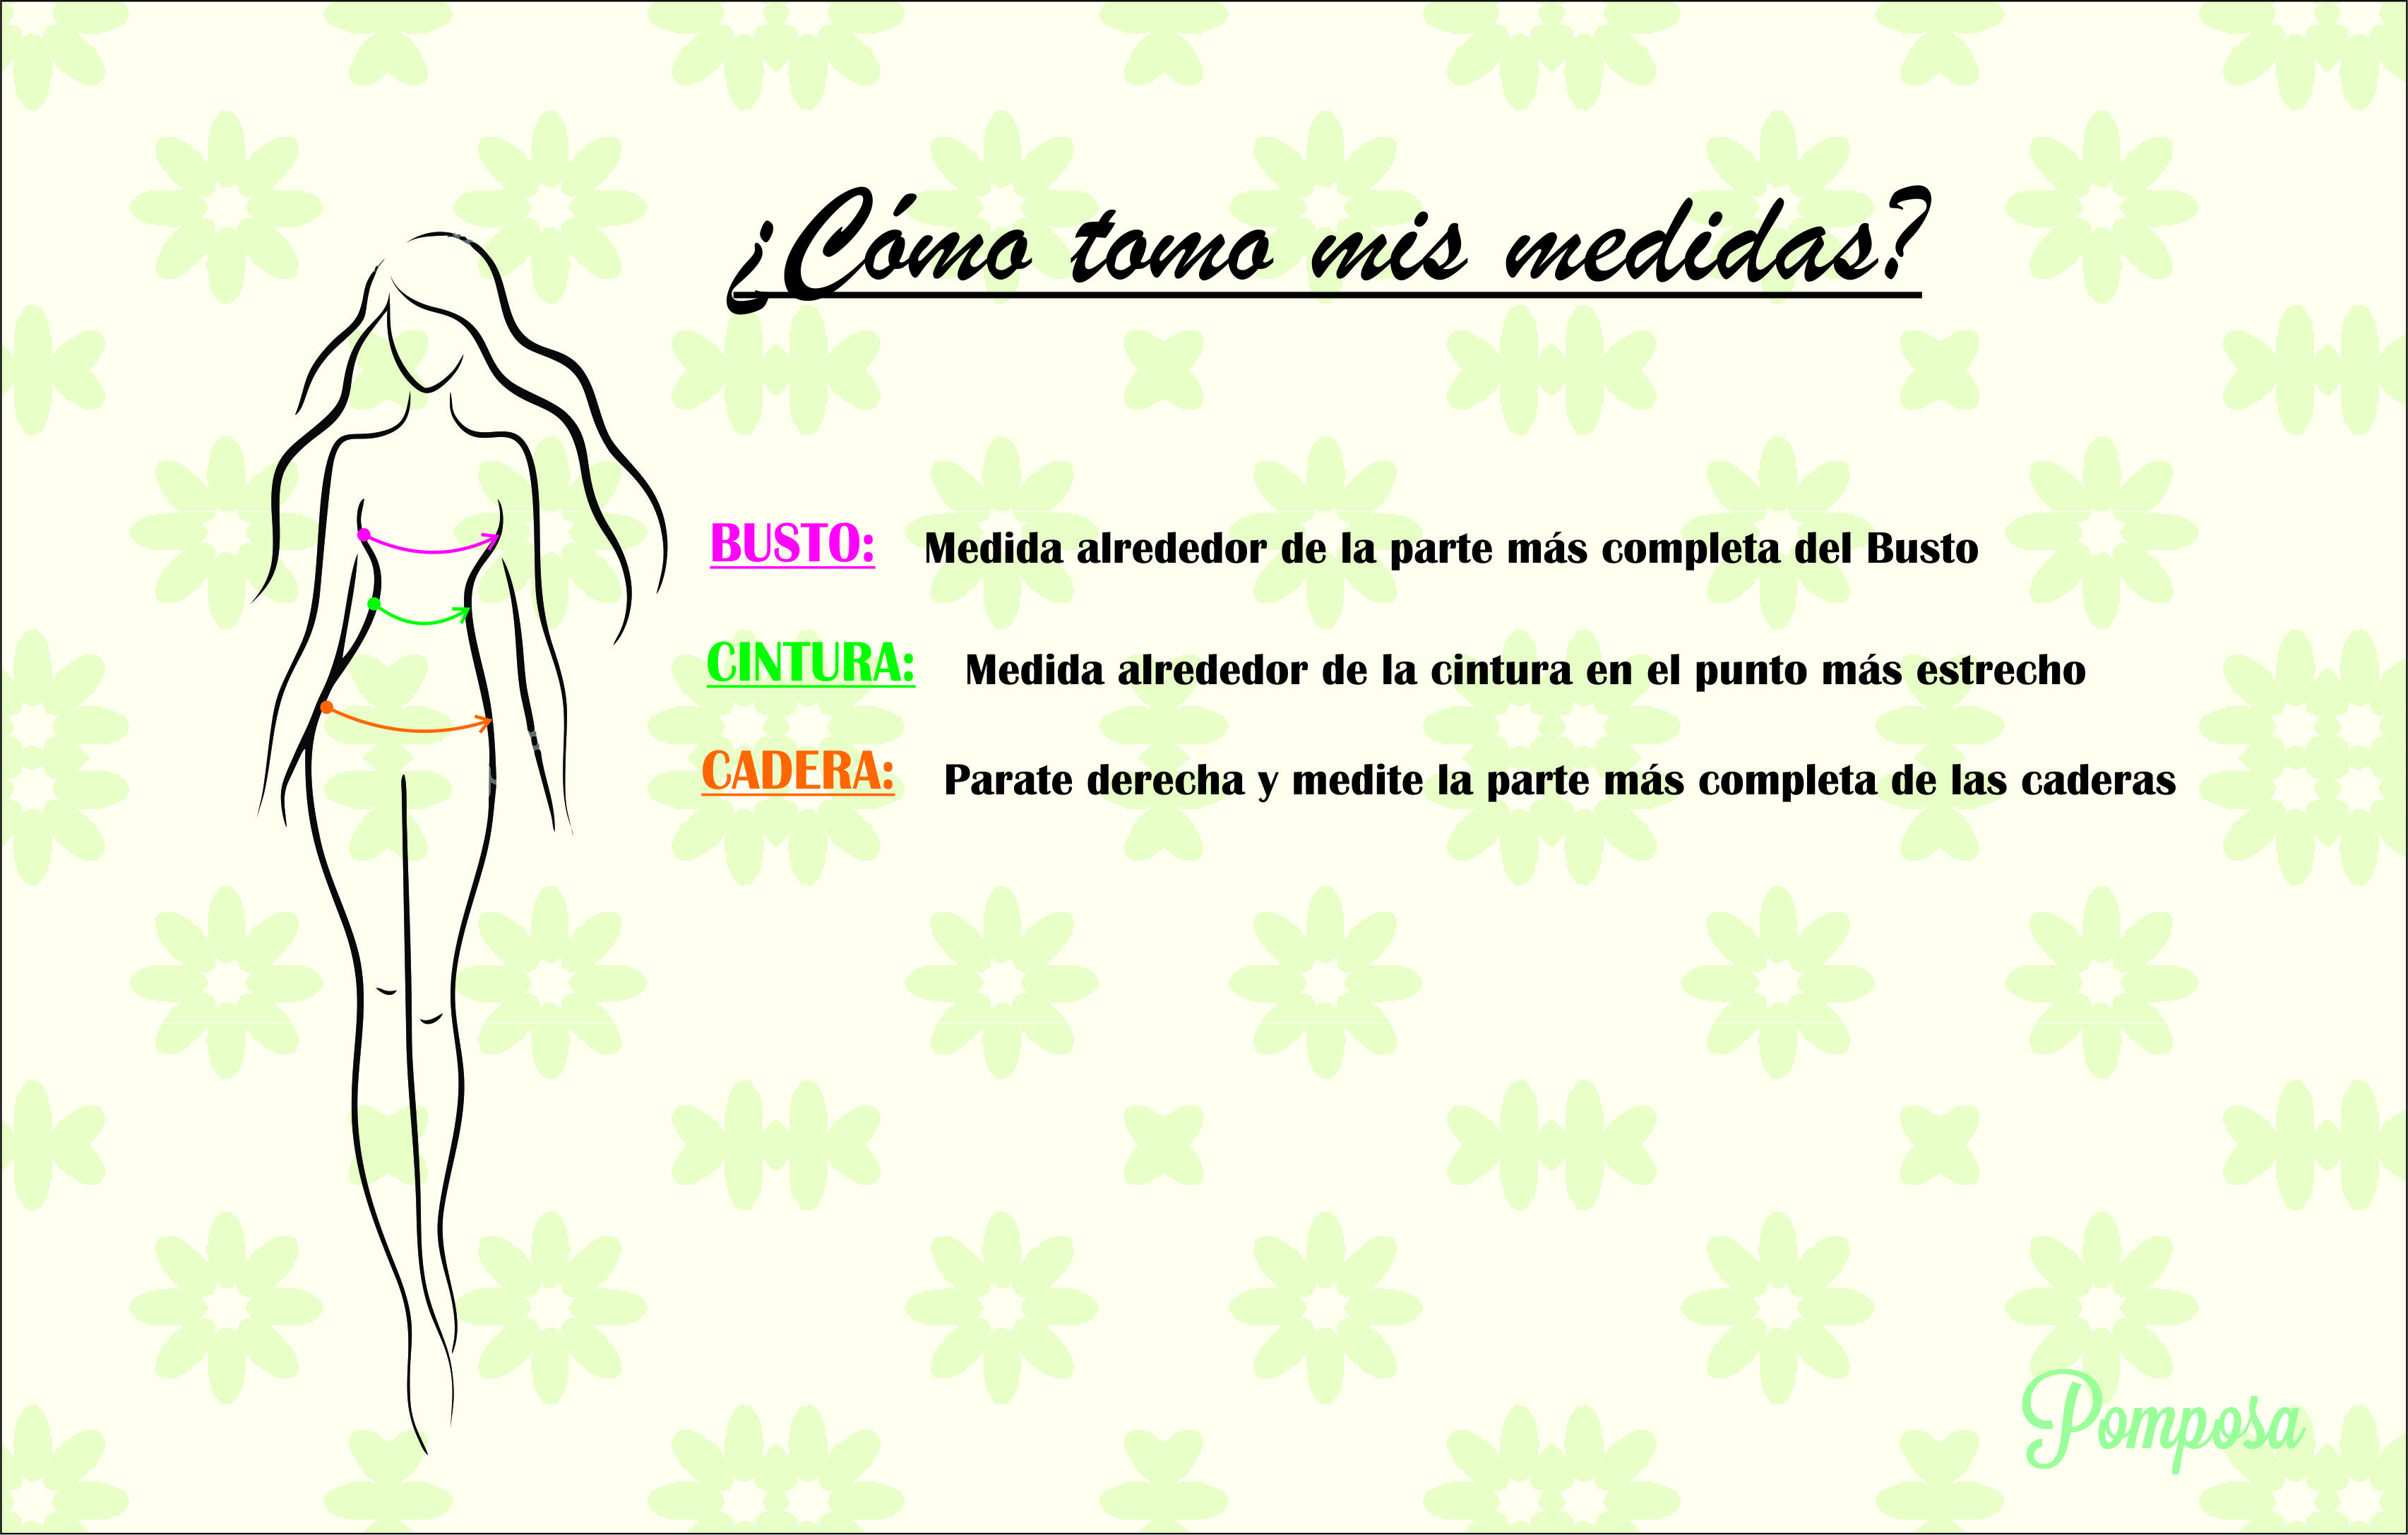 ¿Cómo tomo mis medidas?
BUSTO: Medida alrededor de la parte más completa del Busto
CINTURA: Medida alrededor de la cintura en el punto más estrecho
CADERA: Parate derecha y medite la parte más completa de las caderas
Pomposa